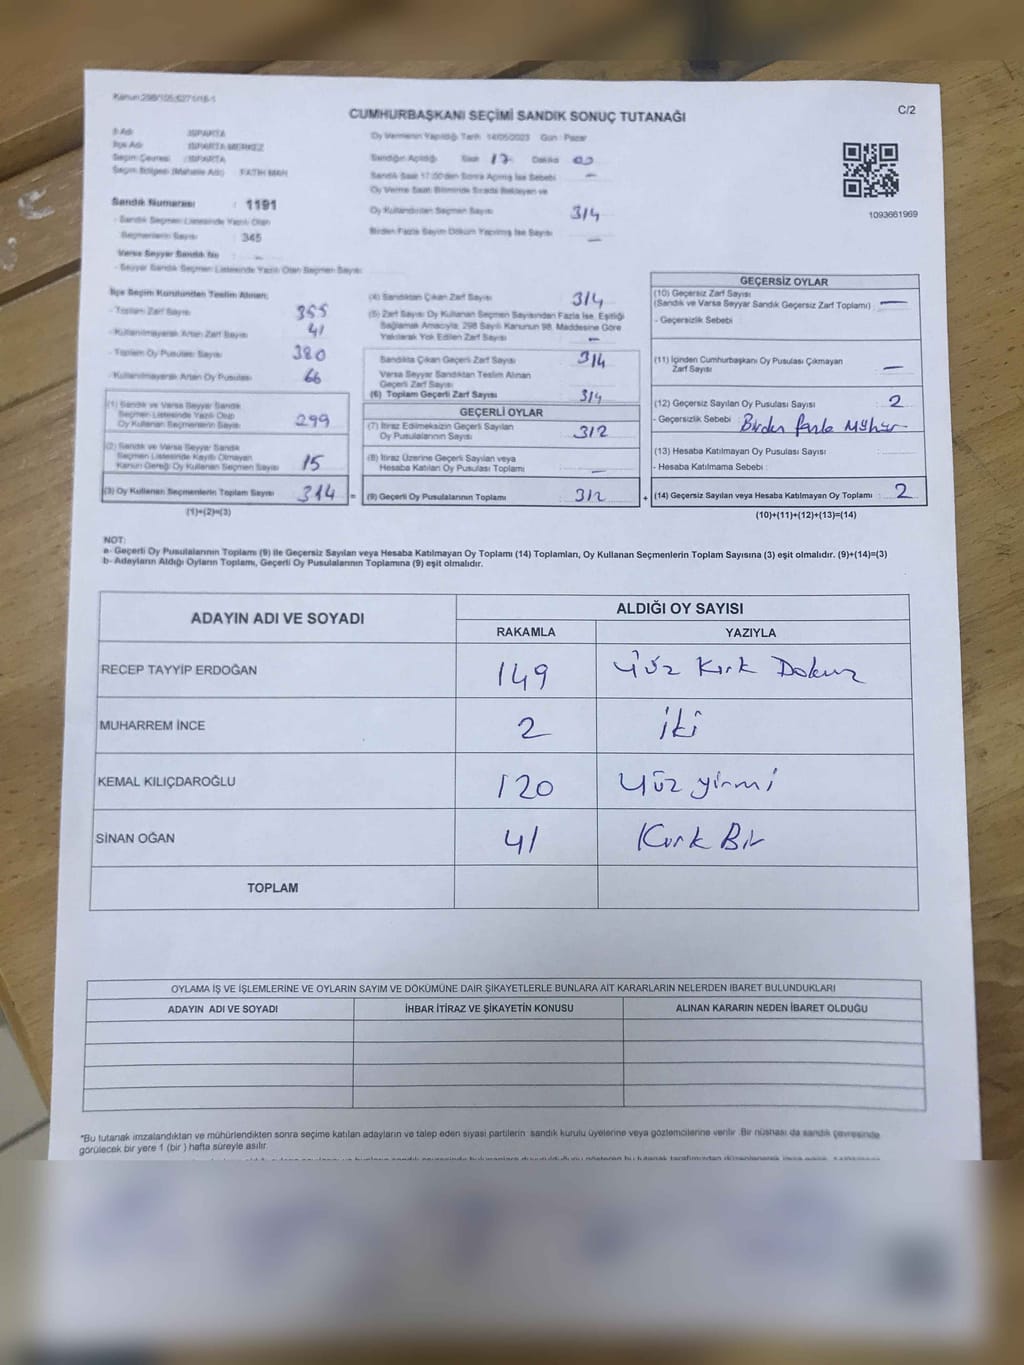 Kanun:298/105;6271/16-1
CUMHURBAŞKANI SEÇİMİ SANDIK SONUÇ TUTANAĞI
C/2
İl Adı : ISPARTA
İlçe Adı : ISPARTA MERKEZ
Seçim Çevresi : ISPARTA
Seçim Bölgesi (Mahalle Adı) : FATİH MAH
Sandık Numarası : 1191
- Sandık Seçmen Listesinde Yazılı Olan
Seçmenlerin Sayısı : 345
Varsa Seyyar Sandık No : -
- Seyyar Sandık Seçmen Listesinde Yazılı Olan Seçmen Sayısı:
Oy Vermenin Yapıldığı Tarih 14/05/2023 Gün : Pazar
Sandığın Açıldığı Saat 17 Dakika 00
Sandık Saat 17:00'den Sonra Açılmış İse Sebebi -
Oy Verme Saati Bitiminde Sırada Bekleyen ve
Oy Kullandırılan Seçmen Sayısı 314
Birden Fazla Sayım Döküm Yapılmış İse Sayısı -
1093661969
İlçe Seçim Kurulundan Teslim Alınan;
- Toplam Zarf Sayısı 355
- Kullanılmayarak Artan Zarf Sayısı 41
- Toplam Oy Pusulası Sayısı 380
- Kullanılmayarak Artan Oy Pusulası 66
(1) Sandık ve Varsa Seyyar Sandık
Seçmen Listesinde Yazılı Olup
Oy Kullanan Seçmenlerin Sayısı 299
(2) Sandık ve Varsa Seyyar Sandık
Seçmen Listesinde Kayıtlı Olmayan
Kanun Gereği Oy Kullanan Seçmen Sayısı 15
(3) Oy Kullanan Seçmenlerin Toplam Sayısı 314 =
(1)+(2)=(3)
(4) Sandıktan Çıkan Zarf Sayısı 314
(5) Zarf Sayısı Oy Kullanan Seçmen Sayısından Fazla İse, Eşitliği
Sağlamak Amacıyla, 298 Sayılı Kanunun 98. Maddesine Göre
Yakılarak Yok Edilen Zarf Sayısı -
Sandıkta Çıkan Geçerli Zarf Sayısı 314
Varsa Seyyar Sandıktan Teslim Alınan
Geçerli Zarf Sayısı
(6) Toplam Geçerli Zarf Sayısı 314
GEÇERLİ OYLAR
(7) İtiraz Edilmeksizin Geçerli Sayılan
Oy Pusulalarının Sayısı 312
(8) İtiraz Üzerine Geçerli Sayılan veya
Hesaba Katılan Oy Pusulası Toplamı -
(9) Geçerli Oy Pusulalarının Toplamı 312 +
GEÇERSİZ OYLAR
(10) Geçersiz Zarf Sayısı
(Sandık ve Varsa Seyyar Sandık Geçersiz Zarf Toplamı) : -
- Geçersizlik Sebebi :
(11) İçinden Cumhurbaşkanı Oy Pusulası Çıkmayan
Zarf Sayısı : -
(12) Geçersiz Sayılan Oy Pusulası Sayısı : 2
- Geçersizlik Sebebi : Birden fazla Mühür
(13) Hesaba Katılmayan Oy Pusulası Sayısı :
- Hesaba Katılmama Sebebi :
(14) Geçersiz Sayılan veya Hesaba Katılmayan Oy Toplamı : 2
(10)+(11)+(12)+(13)=(14)
NOT:
a- Geçerli Oy Pusulalarının Toplamı (9) ile Geçersiz Sayılan veya Hesaba Katılmayan Oy Toplamı (14) Toplamları, Oy Kullanan Seçmenlerin Toplam Sayısına (3) eşit olmalıdır. (9)+(14)=(3)
b- Adayların Aldığı Oyların Toplamı, Geçerli Oy Pusulalarının Toplamına (9) eşit olmalıdır.
ADAYIN ADI VE SOYADI ALDIĞI OY SAYISI
RAKAMLA YAZIYLA
RECEP TAYYİP ERDOĞAN 149 Yüz Kırk Dokuz
MUHARREM İNCE 2 iki
KEMAL KILIÇDAROĞLU 120 Yüz yirmi
SİNAN OĞAN 41 Kırk Bir
TOPLAM
OYLAMA İŞ VE İŞLEMLERİNE VE OYLARIN SAYIM VE DÖKÜMÜNE DAİR ŞİKAYETLERLE BUNLARA AİT KARARLARIN NELERDEN İBARET BULUNDUKLARI
ADAYIN ADI VE SOYADI İHBAR İTİRAZ VE ŞİKAYETİN KONUSU ALINAN KARARIN NEDEN İBARET OLDUĞU
*Bu tutanak imzalandıktan ve mühürlendikten sonra seçime katılan adayların ve talep eden siyasi partilerin sandık kurulu üyelerine veya gözlemcilerine verilir. Bir nüshası da sandık çevresinde
görülecek bir yere 1 (bir ) hafta süreyle asılır.